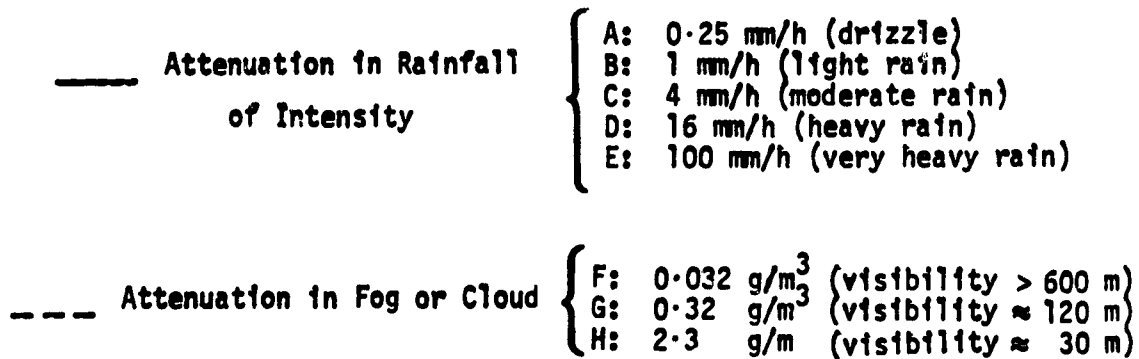 Attenuation in Rainfall
of Intensity
A: 0·25 mm/h (drizzle)
B: 1 mm/h (light rain)
C: 4 mm/h (moderate rain)
D: 16 mm/h (heavy rain)
E: 100 mm/h (very heavy rain)
Attenuation in Fog or Cloud
F: 0·032 g/m³ (visibility > 600 m)
G: 0·32 g/m³ (visibility ≈ 120 m)
H: 2·3 g/m (visibility ≈ 30 m)